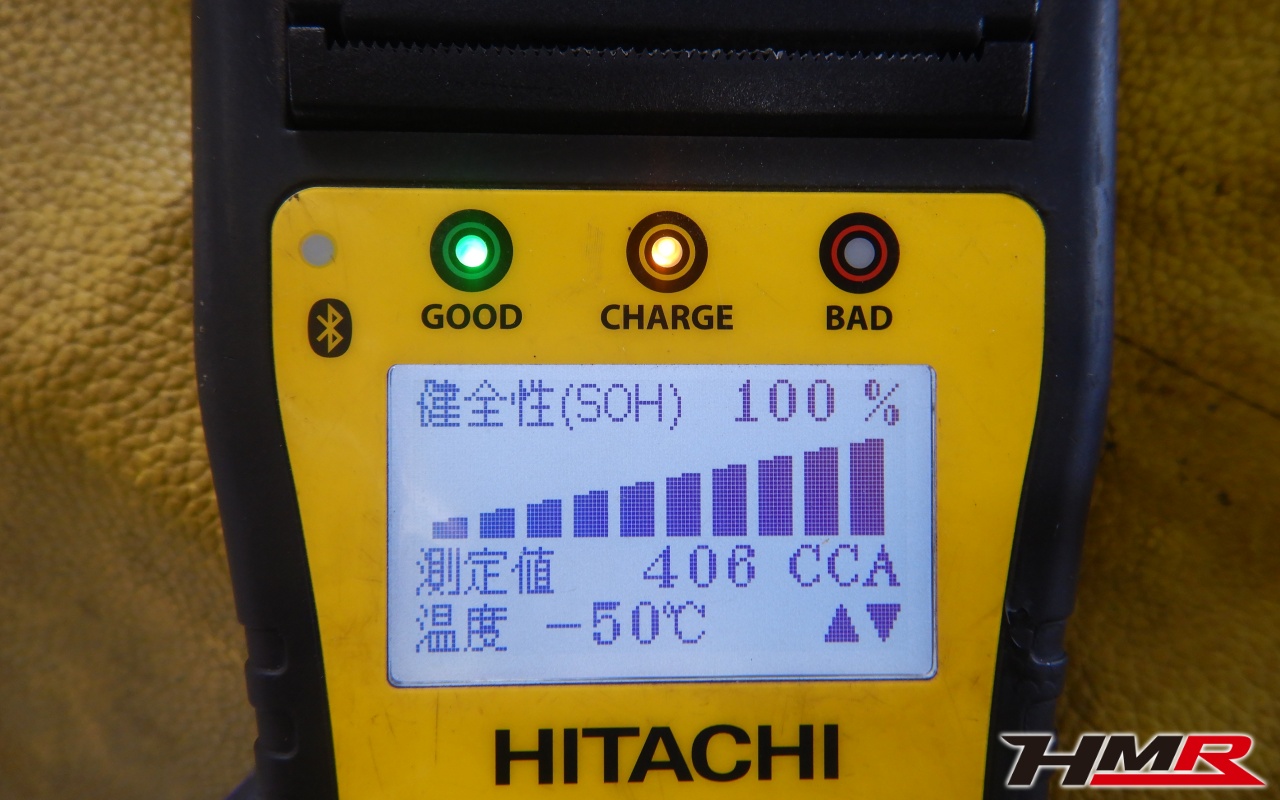 GOOD CHARGE BAD
健全性(SOH) 100 %
測定値 406 CCA
温度 -50℃ ▲▼
HITACHI
HMR